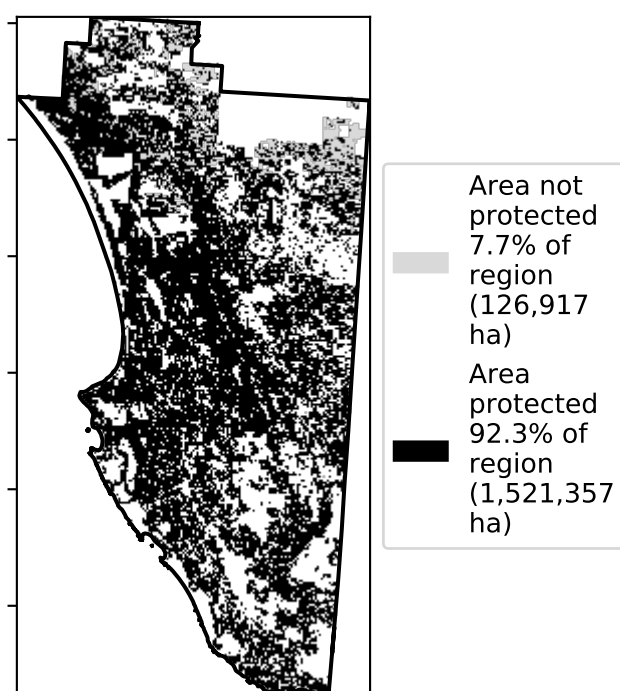 Area not
protected
7.7% of
region
(126,917
ha)
Area
protected
92.3% of
region
(1,521,357
ha)